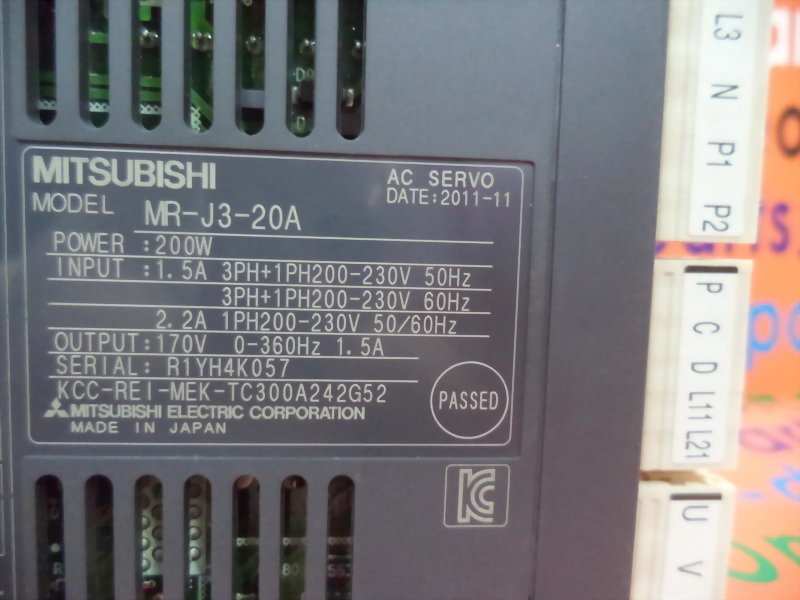 MITSUBISHI
AC SERVO
MODEL MR-J3-20A
DATE:2011-11
POWER :200W
INPUT :1.5A 3PH+1PH200-230V 50Hz
3PH+1PH200-230V 60Hz
2.2A 1PH200-230V 50/60Hz
OUTPUT:170V 0-360Hz 1.5A
SERIAL: R1YH4K057
KCC-REI-MEK-TC300A242G52
MITSUBISHI ELECTRIC CORPORATION
MADE IN JAPAN
PASSED
KC
L3
N
P1
P2
P
C
D
L11
L21
U
V